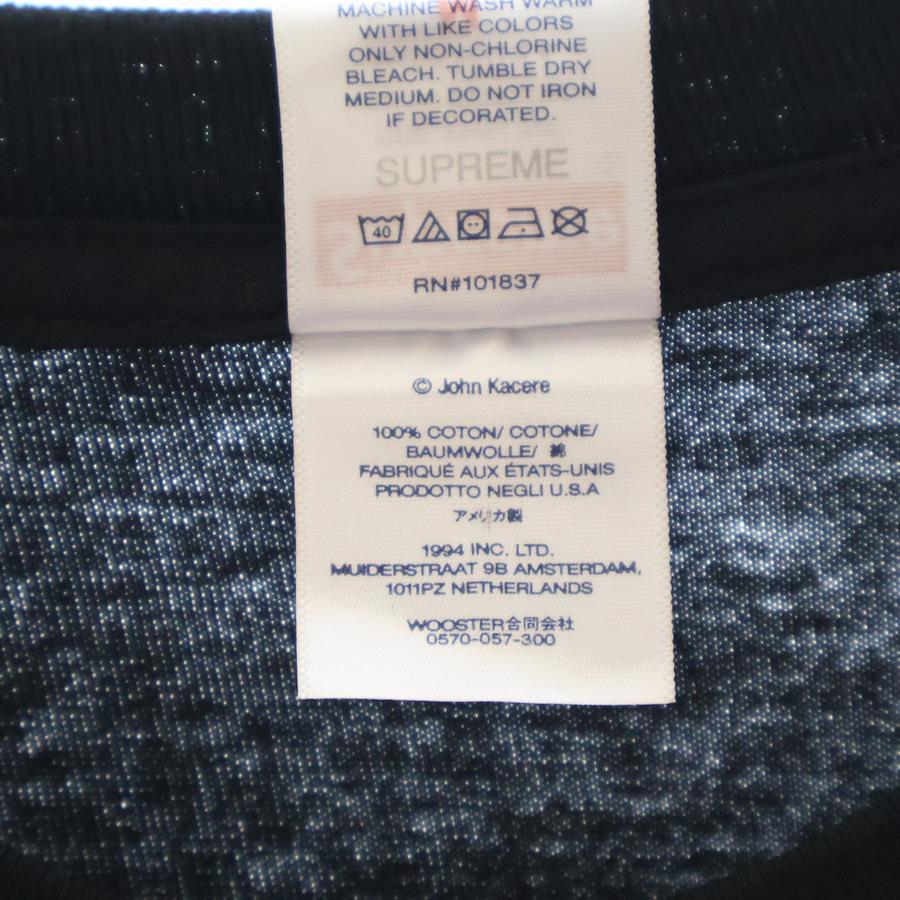 MACHINE WASH WARM
WITH LIKE COLORS
ONLY NON-CHLORINE
BLEACH. TUMBLE DRY
MEDIUM. DO NOT IRON
IF DECORATED.
SUPREME
40
RN#101837
© John Kacere
100% COTON/ COTONE/
BAUMWOLLE/ 綿
FABRIQUÉ AUX ÉTATS-UNIS
PRODOTTO NEGLI U.S.A
アメリカ製
1994 INC. LTD.
MUIDERSTRAAT 9B AMSTERDAM,
1011PZ NETHERLANDS
WOOSTER合同会社
0570-057-300